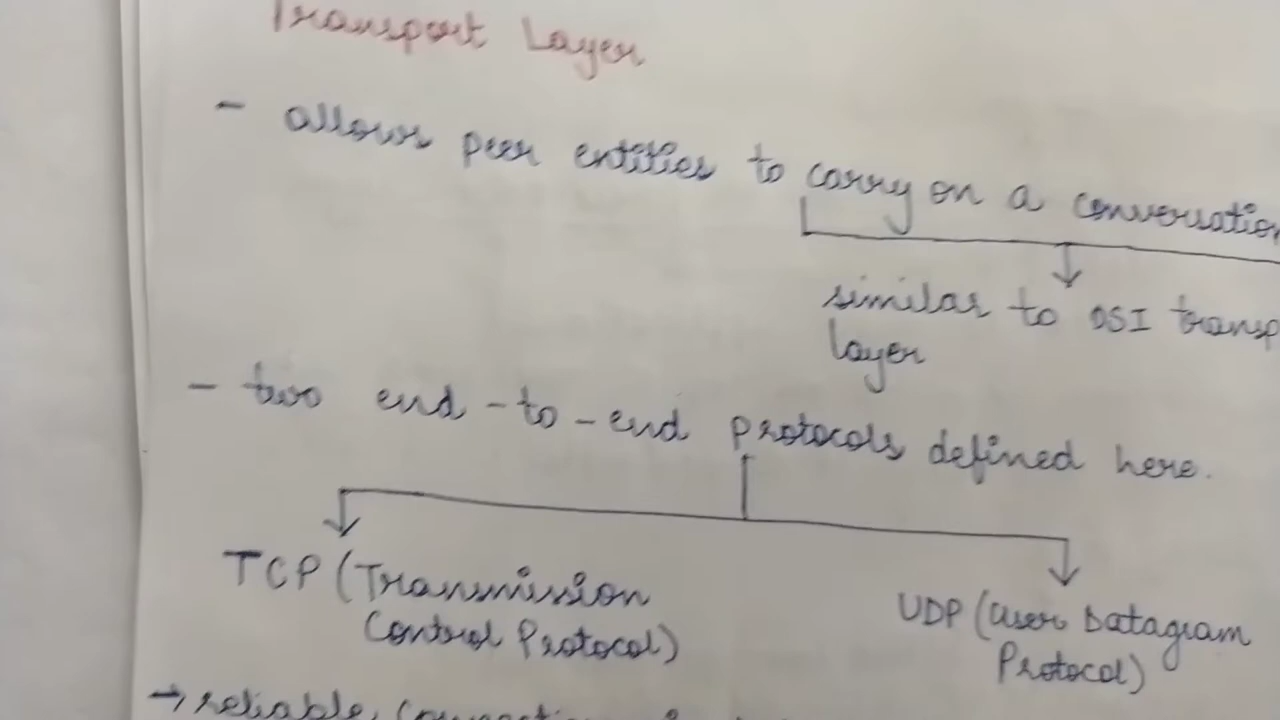 Transport Layer
- allows peer entities to carry on a conversation
similar to OSI transp
layer
- two end-to-end protocols defined here.
TCP (Transmission
Control Protocol)
UDP (User Datagram
Protocol)
→ reliable,